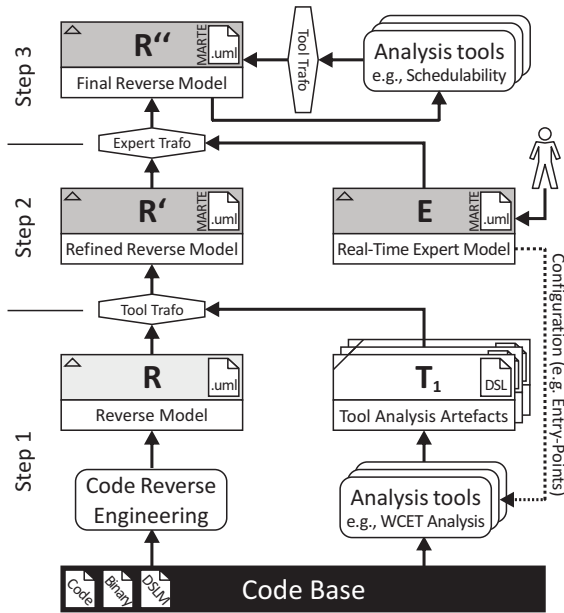 Step 3
R‘‘
MARTE
.uml
Final Reverse Model
Tool Trafo
Analysis tools
e.g., Schedulability
Expert Trafo
Step 2
R‘
MARTE
.uml
Refined Reverse Model
E
MARTE
.uml
Real-Time Expert Model
Configuration (e.g. Entry-Points)
Tool Trafo
Step 1
R
.uml
Reverse Model
T1
DSL
Tool Analysis Artefacts
Code Reverse
Engineering
Analysis tools
e.g., WCET Analysis
Code
Binary
DSLM
Code Base